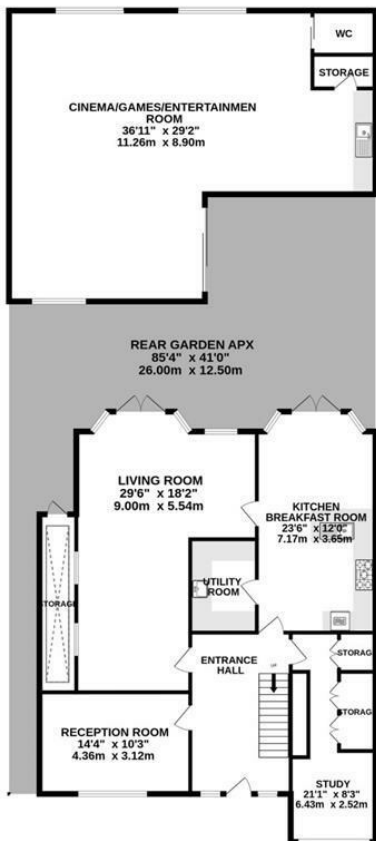 WC
STORAGE
CINEMA/GAMES/ENTERTAINMEN
ROOM
36'11" x 29'2"
11.26m x 8.90m
REAR GARDEN APX
85'4" x 41'0"
26.00m x 12.50m
LIVING ROOM
29'6" x 18'2"
9.00m x 5.54m
KITCHEN
BREAKFAST ROOM
23'6" x 12'0"
7.17m x 3.65m
STORAGE
UTILITY
ROOM
ENTRANCE
HALL
UP
STORAG
STORAG
RECEPTION ROOM
14'4" x 10'3"
4.36m x 3.12m
STUDY
21'1" x 8'3"
6.43m x 2.52m